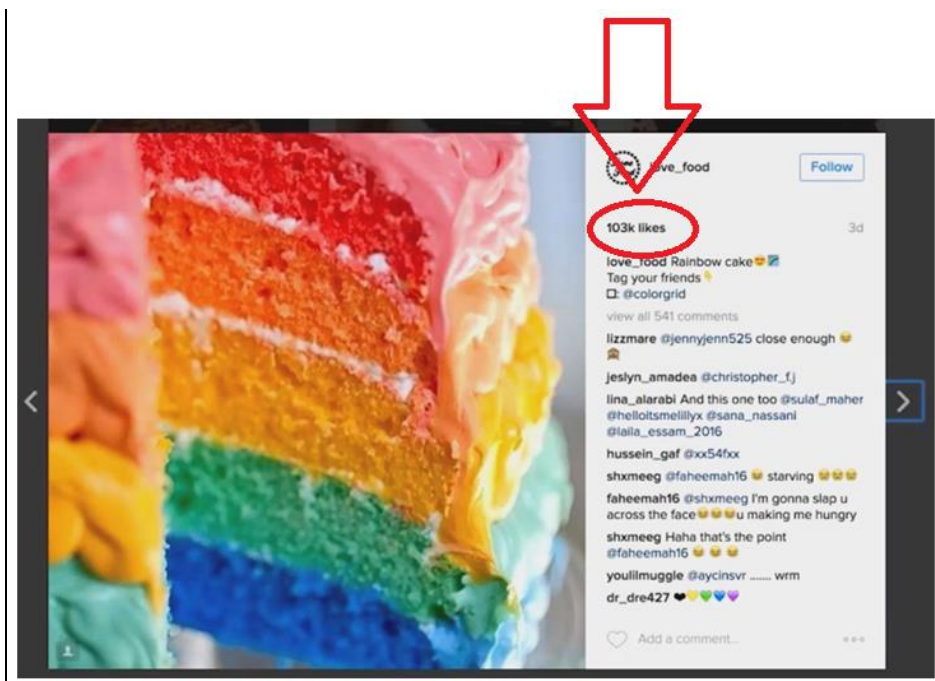 love_food
Follow
103k likes
3d
love_food Rainbow cake😍🌠
Tag your friends👇
: @colorgrid
view all 541 comments
lizzmare @jennyjenn525 close enough 😂
🙈
jeslyn_amadea @christopher_f.j
lina_alarabi And this one too @sulaf_maher
@helloitsmelillyx @sana_nassani
@laila_essam_2016
hussein_gaf @xx54fxx
shxmeeg @faheemah16 😂 starving 😂😂😂
faheemah16 @shxmeeg I'm gonna slap u
across the face😂😂😂u making me hungry
shxmeeg Haha that's the point
@faheemah16 😂 😂 😂
youlilmuggle @aycinsvr ....... wrm
dr_dre427 ❤💛💚💙💜
Add a comment...